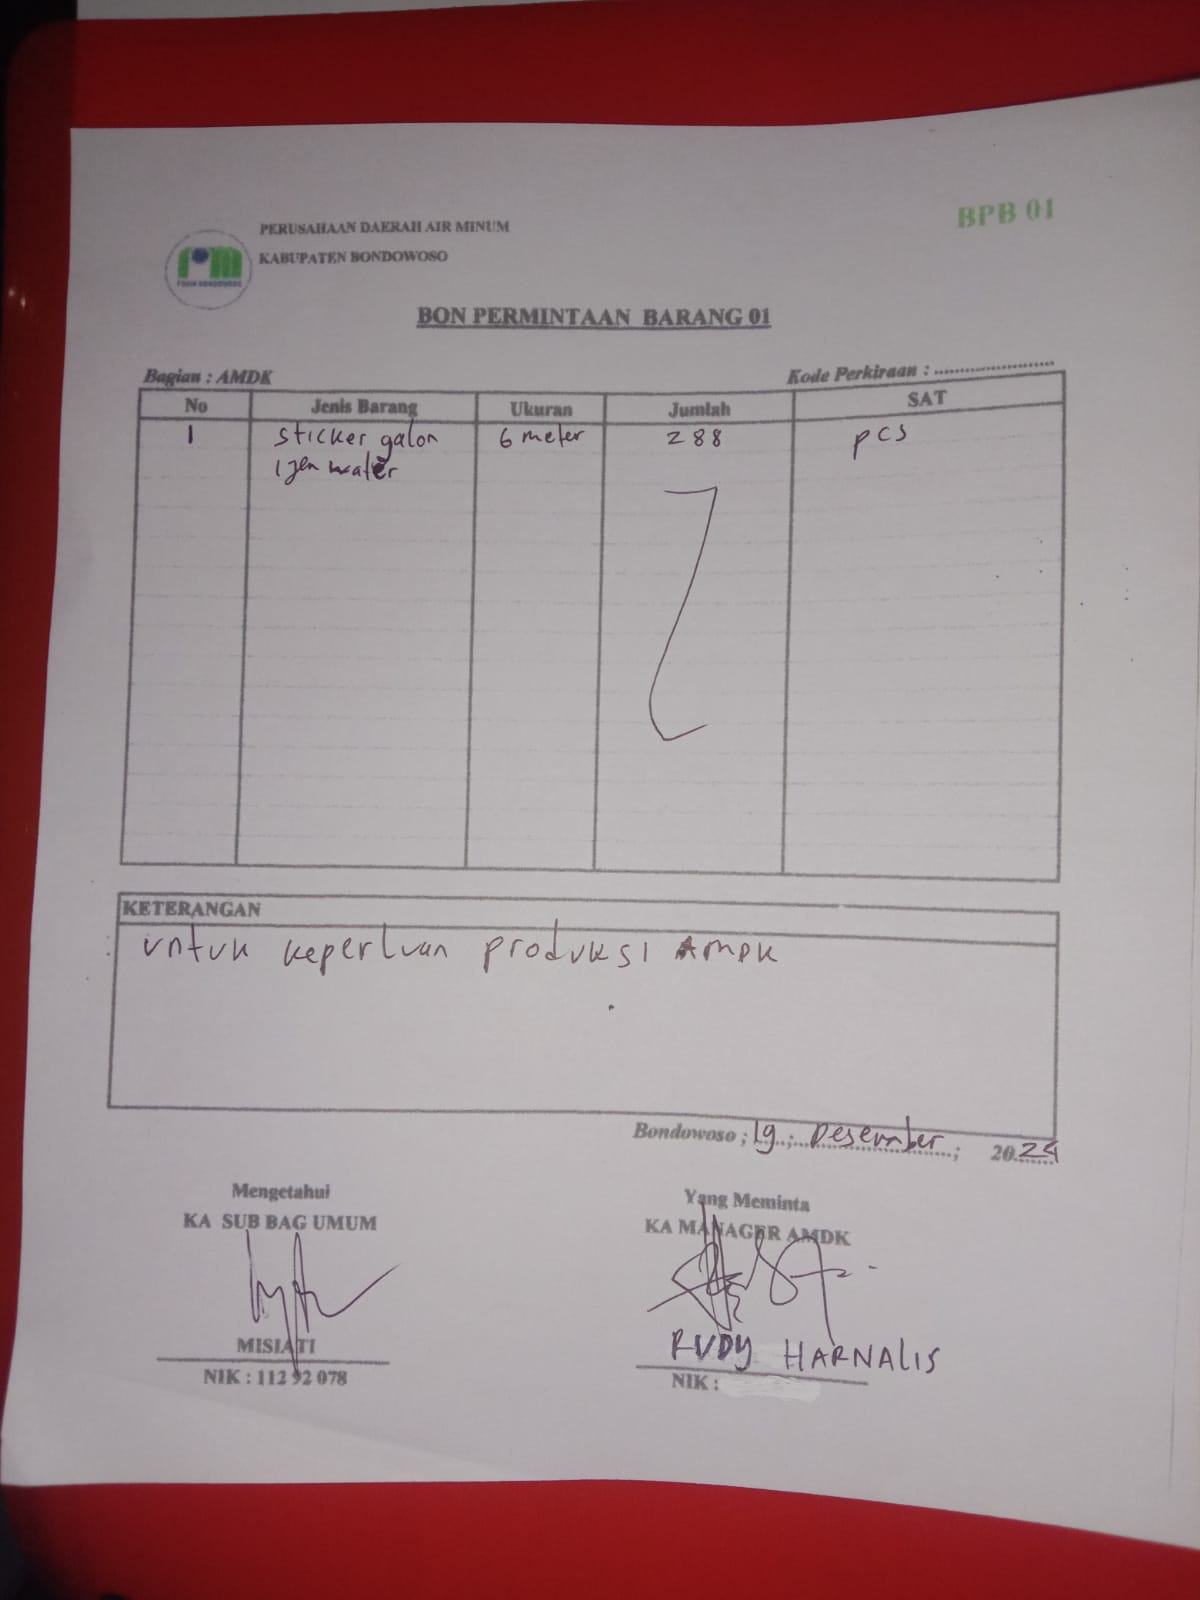 PERUSAHAAN DAERAH AIR MINUM
KABUPATEN BONDOWOSO
BPB 01
PDAM BONDOWOSO
BON PERMINTAAN BARANG 01
Bagian : AMDK
Kode Perkiraan : ........................
No Jenis Barang Ukuran Jumlah SAT
1 sticker galon 6 meter 288 pcs
ijen water
KETERANGAN
untuk keperluan produksi AMDK
Bondowoso ; 19 ; Desember ; 2024
Mengetahui
KA SUB BAG UMUM
MISIATI
NIK : 112 92 078
Yang Meminta
KA MANAGER AMDK
RUDY HARNALIS
NIK :